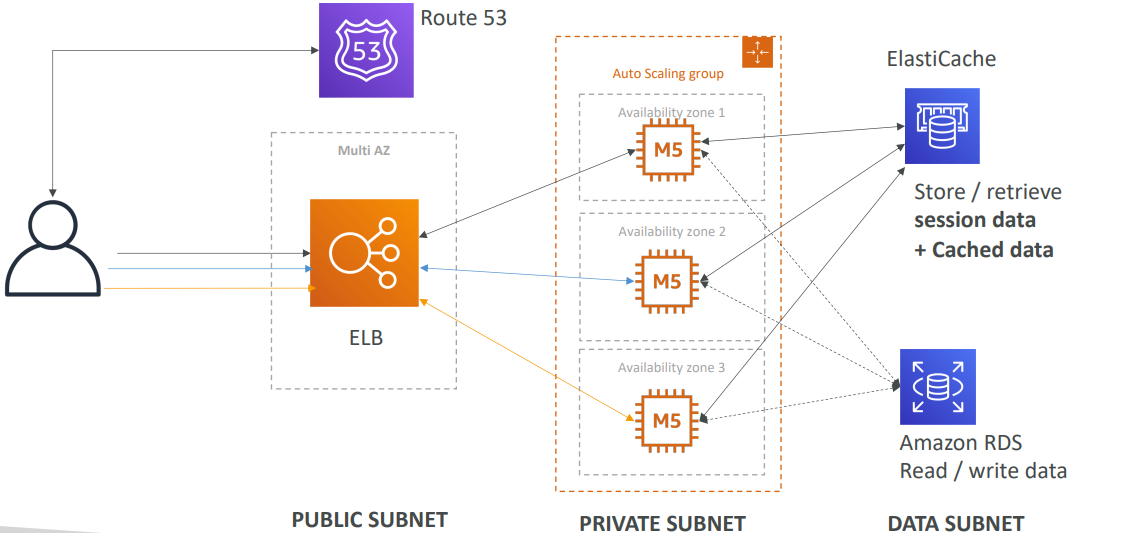 Route 53
53
ElastiCache
Auto Scaling group
Availability zone 1
Multi AZ
M5
Store / retrieve
session data
+ Cached data
Availability zone 2
M5
ELB
Availability zone 3
M5
Amazon RDS
Read / write data
PUBLIC SUBNET
PRIVATE SUBNET
DATA SUBNET